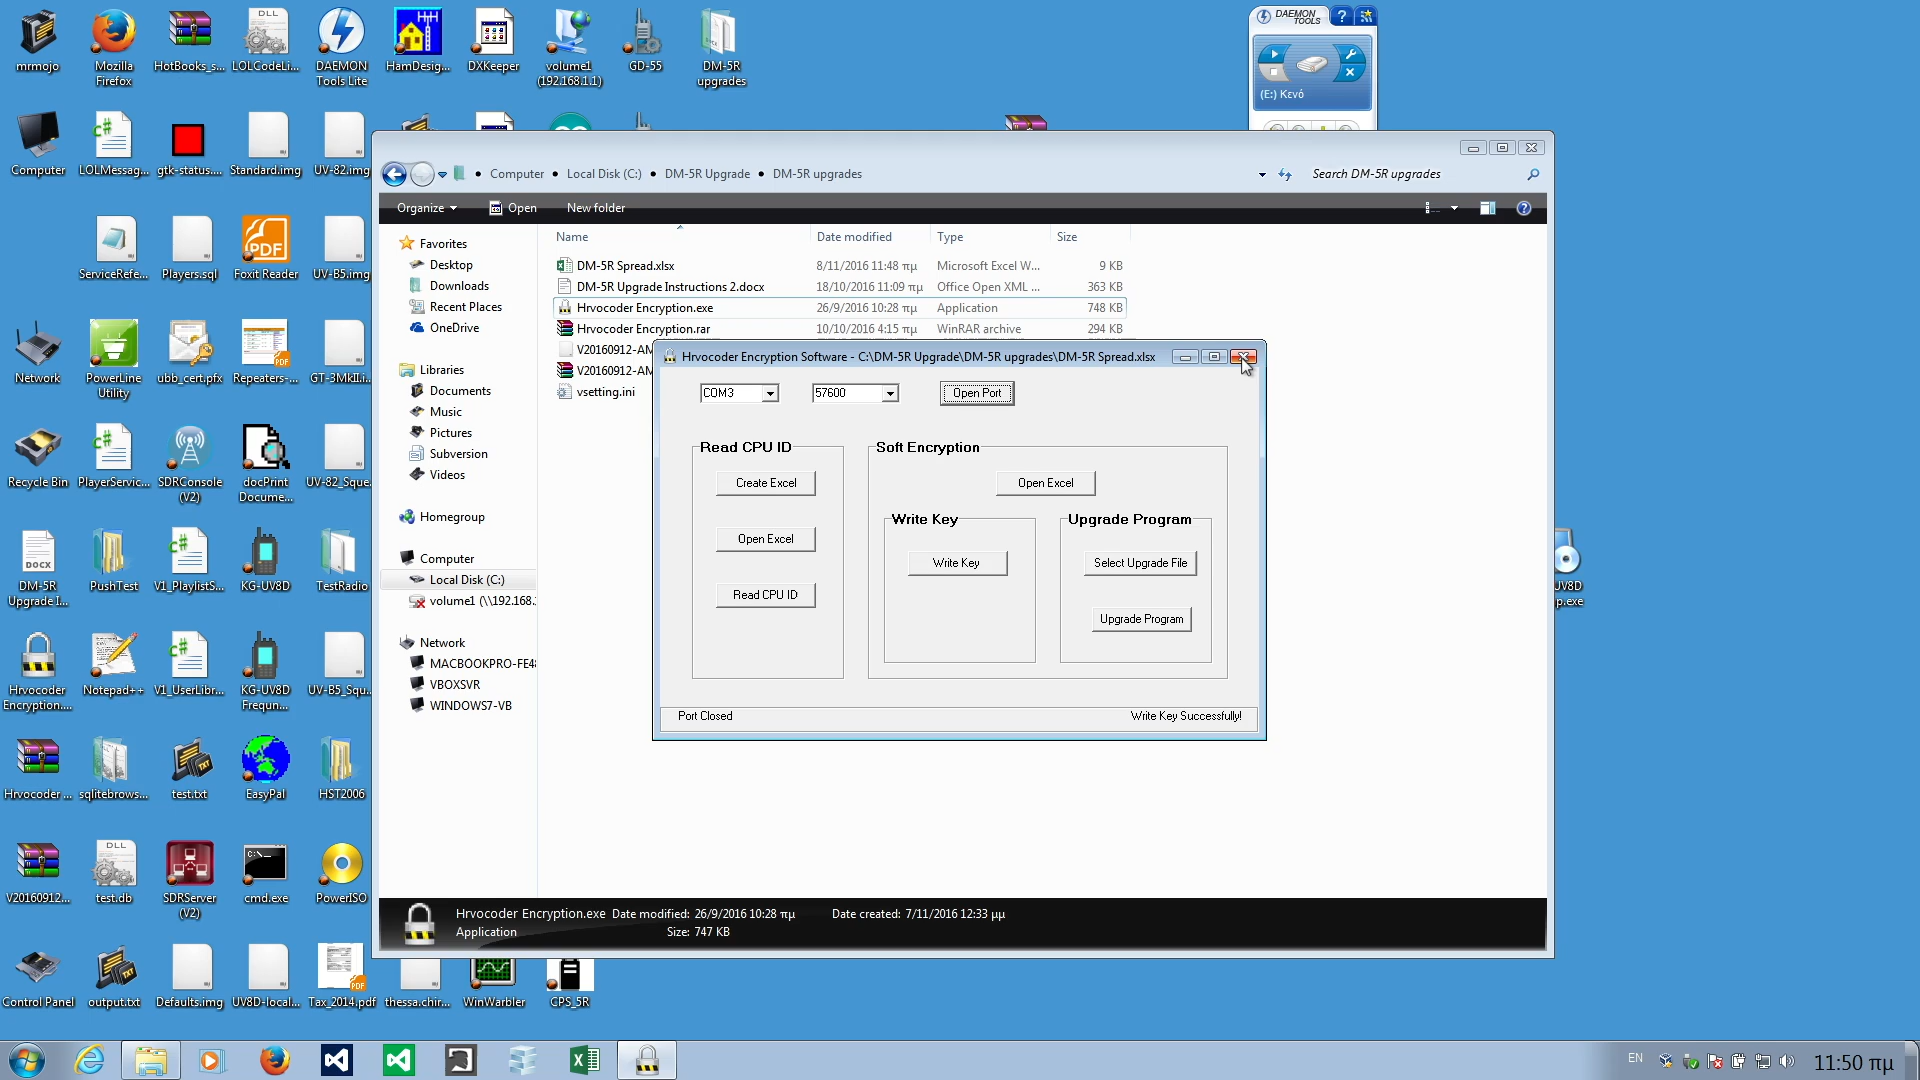 mrmojo
Mozilla
Firefox
HotBooks_s...
LOLCodeLi...
DAEMON
Tools Lite
HamDesig...
DXKeeper
volume1
(192.168.1.1)
GD-55
DM-5R
upgrades
DAEMON
TOOLS
(E:) Κενό
Computer
LOLMessag...
gtk-status....
Standard.img
UV-82.img
ServiceRefe...
Players.sql
Foxit Reader
UV-B5.img
Network
PowerLine
Utility
ubb_cert.pfx
Repeaters-...
GT-3MkII.i...
Recycle Bin
PlayerServic...
SDRConsole
(V2)
docPrint
Docume...
UV-82_Sque...
DM-5R
Upgrade I...
PushTest
V1_PlaylistS...
KG-UV8D
TestRadio
Hrvocoder
Encryption....
Notepad++
V1_UserLibr...
KG-UV8D
Frequn...
UV-B5_Squ...
Hrvocoder ...
sqlitebrows...
test.txt
EasyPal
HST2006
V20160912...
test.db
SDRServer
(V2)
cmd.exe
PowerISO
Control Panel
output.txt
Defaults.img
UV8D-local...
Tax_2014.pdf
thessa.chir...
WinWarbler
CPS_5R
UV8D
p.exe
Computer
Local Disk (C:)
DM-5R Upgrade
DM-5R upgrades
Search DM-5R upgrades
Organize
Open
New folder
Favorites
Desktop
Downloads
Recent Places
OneDrive
Libraries
Documents
Music
Pictures
Subversion
Videos
Homegroup
Computer
Local Disk (C:)
volume1 (\\192.168.
Network
MACBOOKPRO-FE48
VBOXSVR
WINDOWS7-VB
Name Date modified Type Size
DM-5R Spread.xlsx 8/11/2016 11:48 πμ Microsoft Excel W... 9 KB
DM-5R Upgrade Instructions 2.docx 18/10/2016 11:09 πμ Office Open XML ... 363 KB
Hrvocoder Encryption.exe 26/9/2016 10:28 πμ Application 748 KB
Hrvocoder Encryption.rar 10/10/2016 4:15 πμ WinRAR archive 294 KB
V20160912-AM
V20160912-AM
vsetting.ini
Hrvocoder Encryption Software - C:\DM-5R Upgrade\DM-5R upgrades\DM-5R Spread.xlsx
COM3
57600
Open Port
Read CPU ID
Create Excel
Open Excel
Read CPU ID
Soft Encryption
Open Excel
Write Key
Write Key
Upgrade Program
Select Upgrade File
Upgrade Program
Port Closed
Write Key Successfully!
Hrvocoder Encryption.exe Date modified: 26/9/2016 10:28 πμ Date created: 7/11/2016 12:33 μμ
Application Size: 747 KB
EN
11:50 πμ